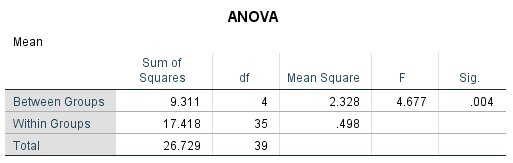 ANOVA
Mean
Sum of
Squares df Mean Square F Sig.
Between Groups 9.311 4 2.328 4.677 .004
Within Groups 17.418 35 .498
Total 26.729 39